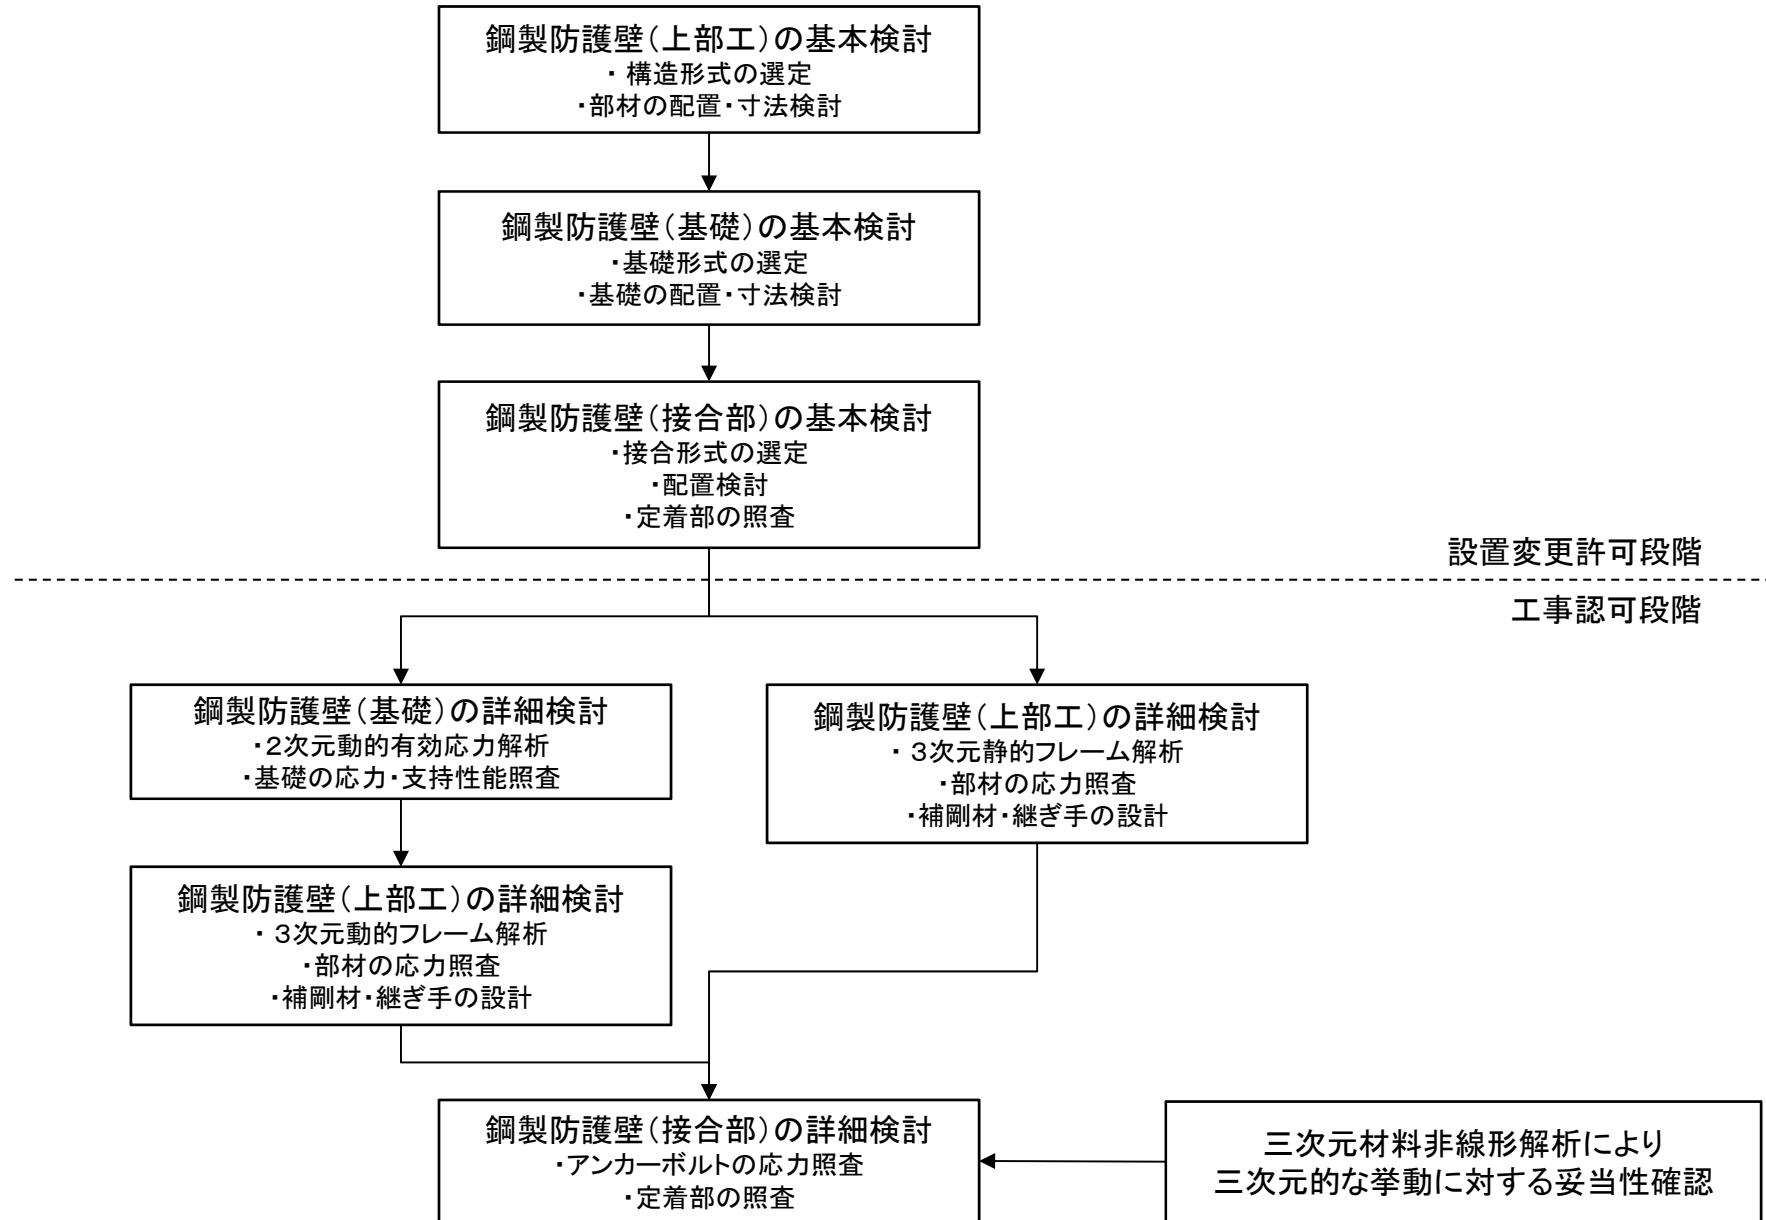 鋼製防護壁(上部工)の基本検討
・ 構造形式の選定
・部材の配置・寸法検討
鋼製防護壁(基礎)の基本検討
・基礎形式の選定
・基礎の配置・寸法検討
鋼製防護壁(接合部)の基本検討
・接合形式の選定
・配置検討
・定着部の照査
設置変更許可段階
工事認可段階
鋼製防護壁(基礎)の詳細検討
・2次元動的有効応力解析
・基礎の応力・支持性能照査
鋼製防護壁(上部工)の詳細検討
・ 3次元静的フレーム解析
・部材の応力照査
・補剛材・継ぎ手の設計
鋼製防護壁(上部工)の詳細検討
・ 3次元動的フレーム解析
・部材の応力照査
・補剛材・継ぎ手の設計
鋼製防護壁(接合部)の詳細検討
・アンカーボルトの応力照査
・定着部の照査
三次元材料非線形解析により
三次元的な挙動に対する妥当性確認